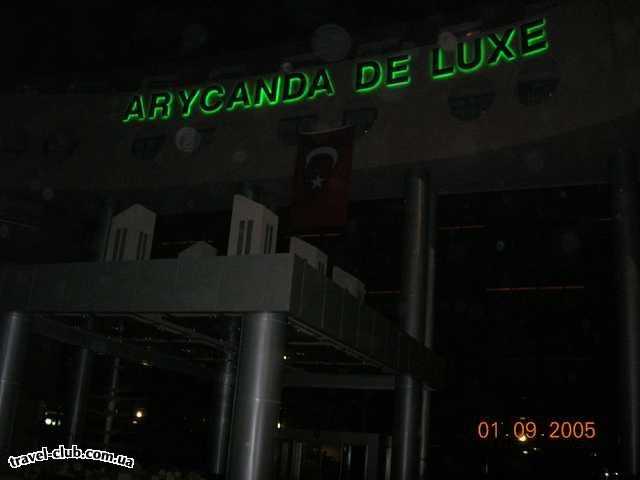 ARYCANDA DE LUXE
01 09 2005
travel-club.com.ua